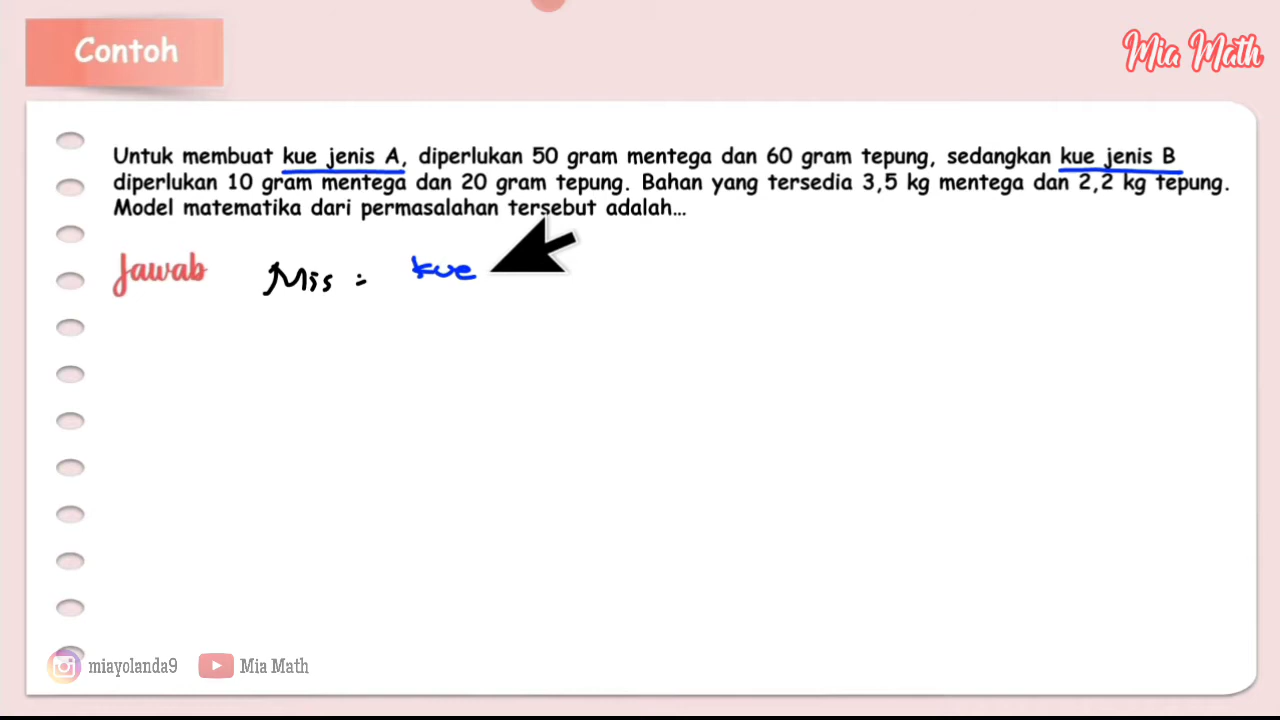 Contoh
Mia Math
Untuk membuat kue jenis A, diperlukan 50 gram mentega dan 60 gram tepung, sedangkan kue jenis B
diperlukan 10 gram mentega dan 20 gram tepung. Bahan yang tersedia 3,5 kg mentega dan 2,2 kg tepung.
Model matematika dari permasalahan tersebut adalah...
Jawab Mis : kue
miayolanda9 Mia Math